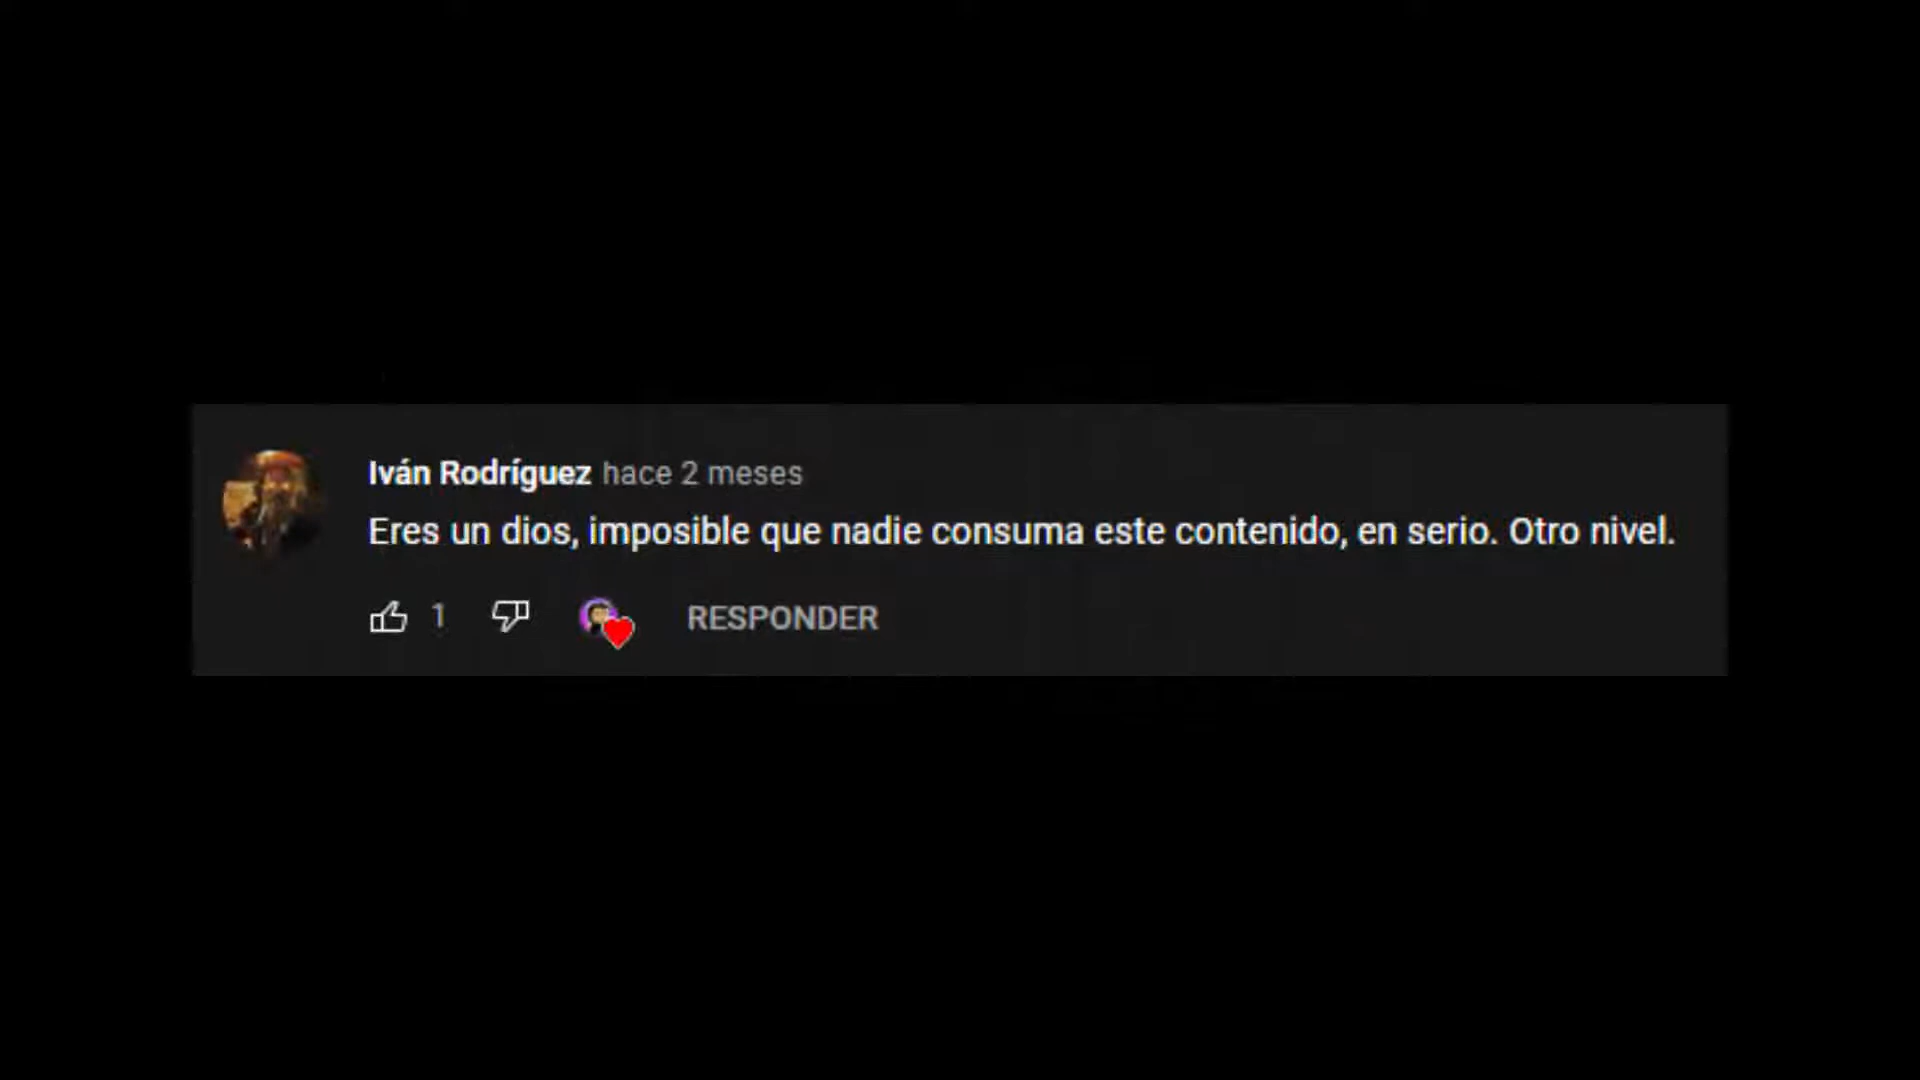 Iván Rodríguez hace 2 meses
Eres un dios, imposible que nadie consuma este contenido, en serio. Otro nivel.
1 RESPONDER